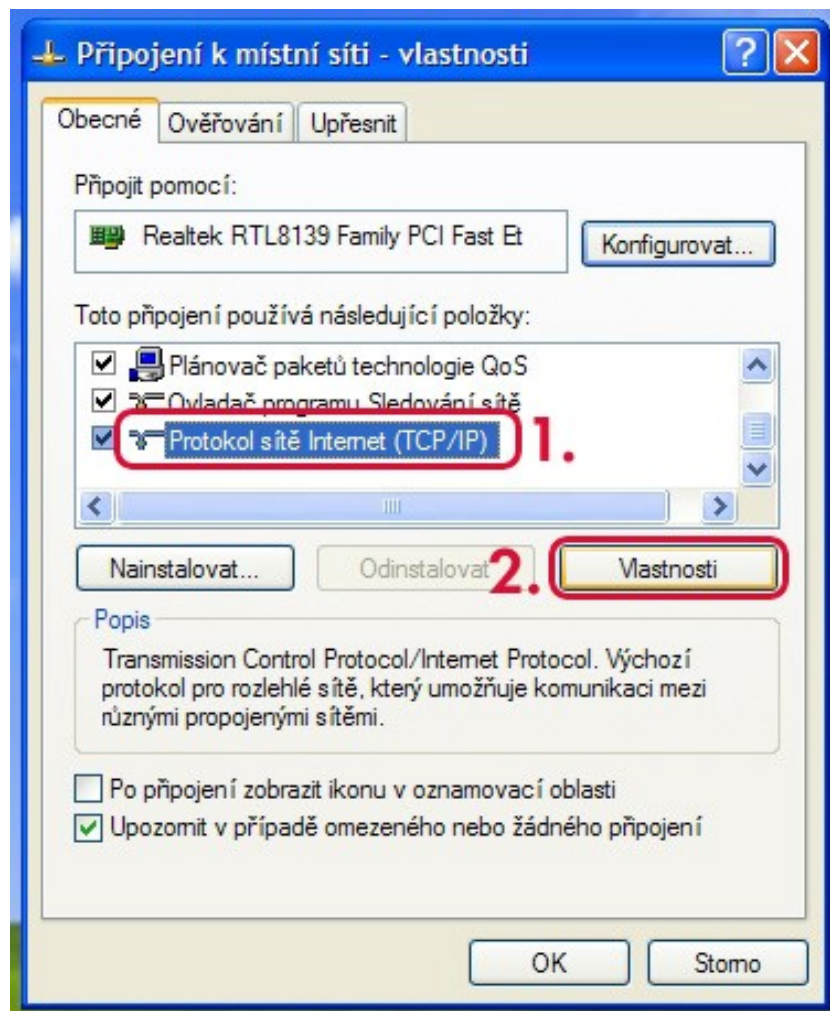 Připojení k místní síti - vlastnosti
Obecné Ověřování Upřesnit
Připojit pomocí:
Realtek RTL8139 Family PCI Fast Et Konfigurovat...
Toto připojení používá následující položky:
Plánovač paketů technologie QoS
Ovladač programu Sledování sítě
Protokol sítě Internet (TCP/IP) 1.
Nainstalovat... Odinstalovat 2. Vlastnosti
Popis
Transmission Control Protocol/Internet Protocol. Výchozí
protokol pro rozlehlé sítě, který umožňuje komunikaci mezi
různými propojenými sítěmi.
Po připojení zobrazit ikonu v oznamovací oblasti
Upozornit v případě omezeného nebo žádného připojení
OK Storno